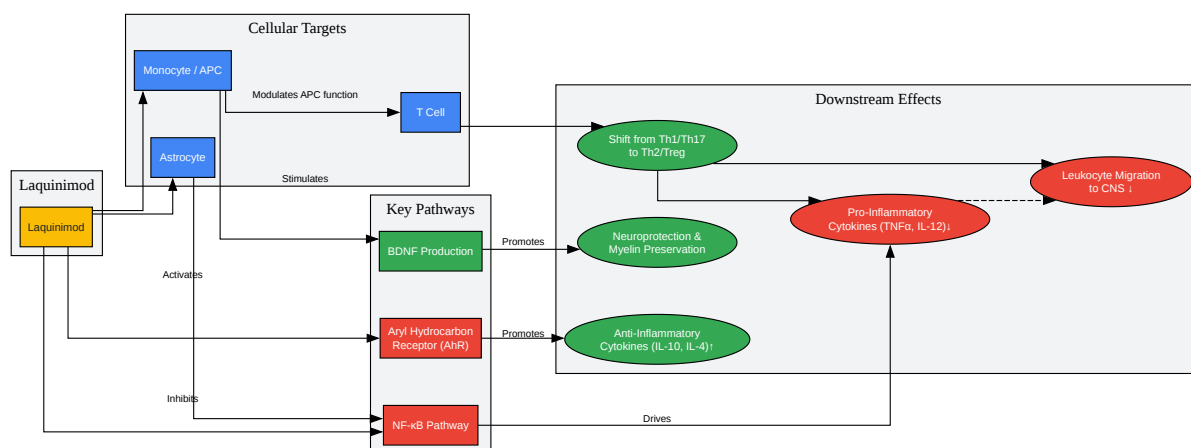 Cellular Targets
Monocyte / APC
Modulates APC function
T Cell
Astrocyte
Stimulates
Laquinimod
Laquinimod
Key Pathways
BDNF Production
Activates
Aryl Hydrocarbon
Receptor (AhR)
Inhibits
NF-κB Pathway
Promotes
Promotes
Drives
Downstream Effects
Shift from Th1/Th17
to Th2/Treg
Leukocyte Migration
to CNS ↓
Pro-Inflammatory
Cytokines (TNFα, IL-12)↓
Neuroprotection &
Myelin Preservation
Anti-Inflammatory
Cytokines (IL-10, IL-4)↑